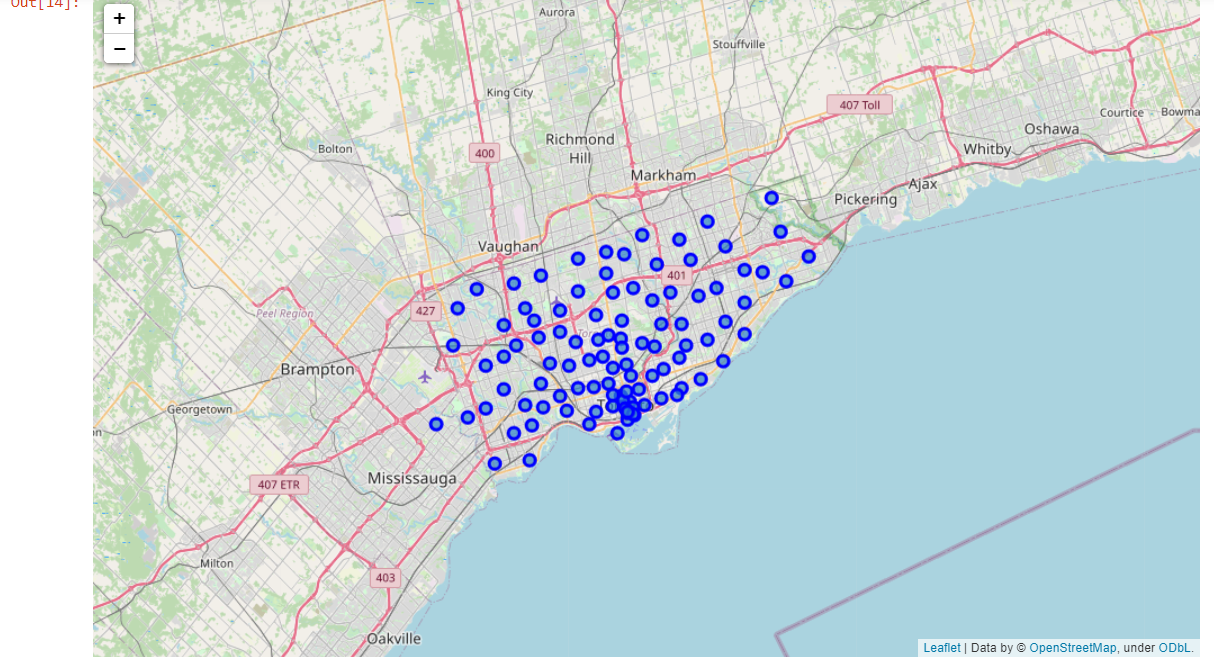 Out[14]:
+
−
Aurora
Stouffville
King City
407 Toll
Courtice
Bowma
Oshawa
Richmond
Hill
Bolton
400
Whitby
Markham
Ajax
Pickering
Vaughan
401
427
Peel Region
Brampton
Georgetown
on
Mississauga
407 ETR
Milton
403
Oakville
Leaflet | Data by © OpenStreetMap, under ODbL.